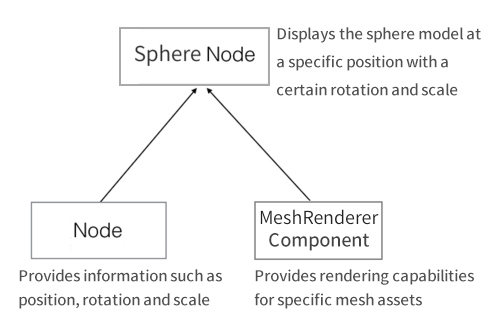 Sphere Node
Displays the sphere model at
a specific position with a
certain rotation and scale
Node
Provides information such as
position, rotation and scale
MeshRenderer
Component
Provides rendering capabilities
for specific mesh assets